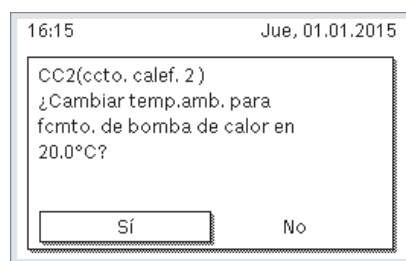 16:15 Jue, 01.01.2015
CC2(ccto. calef. 2)
¿Cambiar temp.amb. para
fcmto. de bomba de calor en
20.0°C?
Sí No